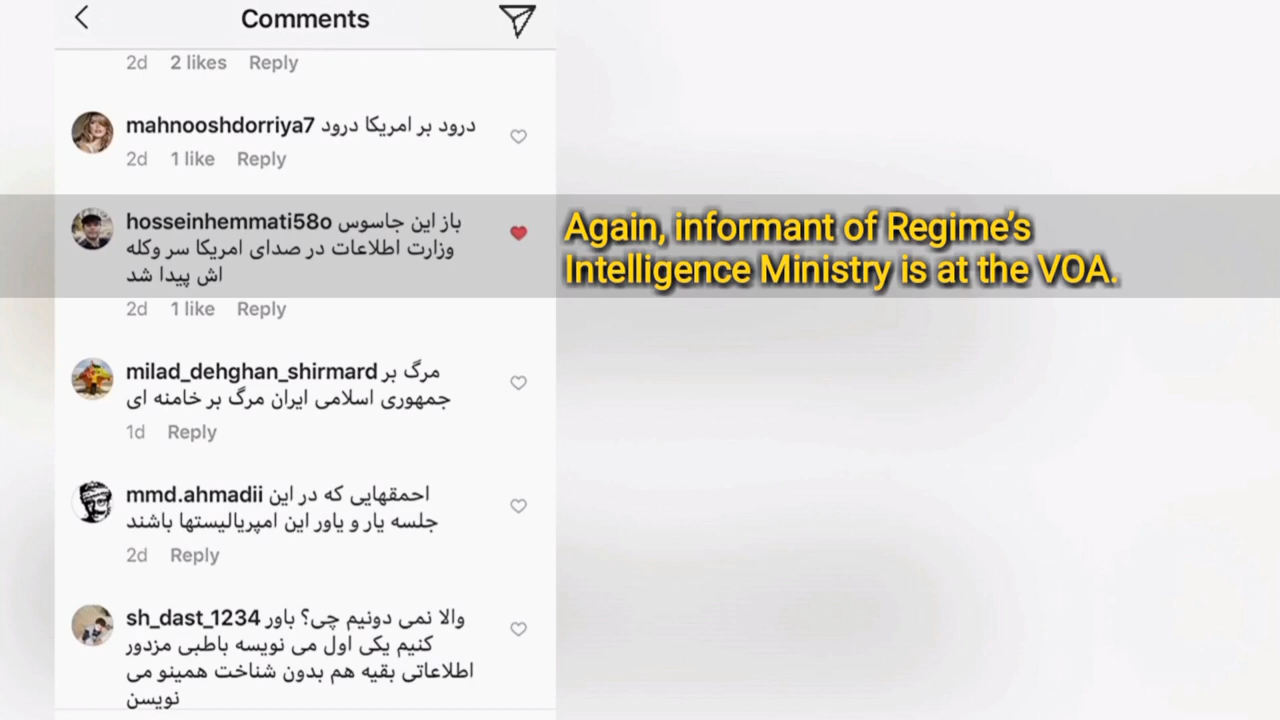 Comments
2d 2 likes Reply
mahnooshdorriya7 درود بر امریکا درود
2d 1 like Reply
hosseinhemmati58o باز این جاسوس
وزارت اطلاعات در صدای امریکا سر وکله
اش پیدا شد
Again, informant of Regime’s
Intelligence Ministry is at the VOA.
2d 1 like Reply
milad_dehghan_shirmard مرگ بر
جمهوری اسلامی ایران مرگ بر خامنه ای
1d Reply
mmd.ahmadii احمقهایی که در این
جلسه یار و یاور این امپریالیستها باشند
2d Reply
sh_dast_1234 والا نمی دونیم چی؟ باور
کنیم یکی اول می نویسه باطبی مزدور
اطلاعاتی بقیه هم بدون شناخت همینو می
نویسن